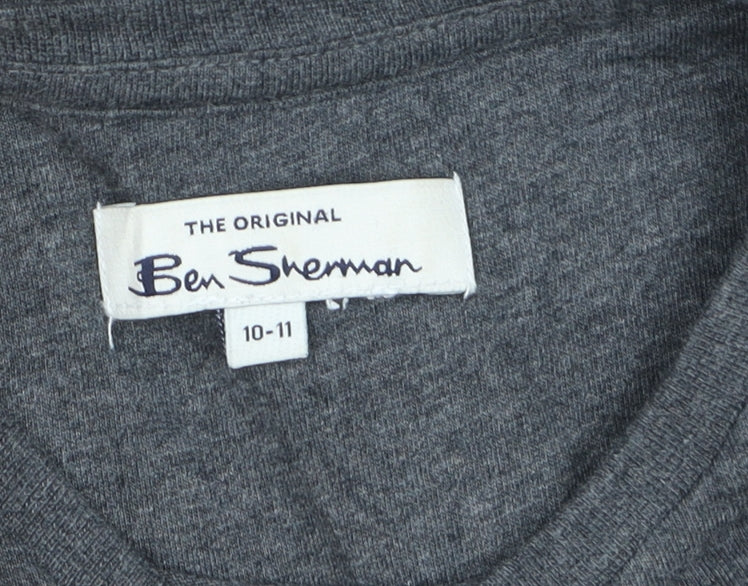 THE ORIGINAL
Ben Sherman
10-11